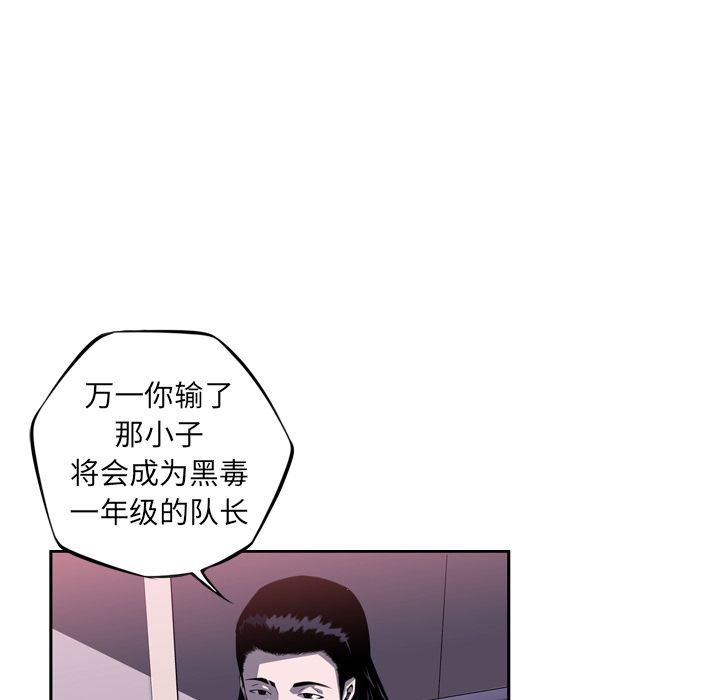 万一你输了
那小子
将会成为黑毒
一年级的队长